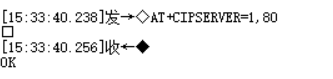 [15:33:40.238]发→◇AT+CIPSERVER=1,80
□
[15:33:40.256]收←◆
OK